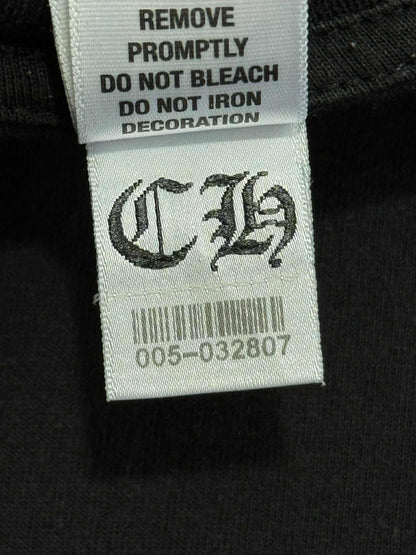 REMOVE
PROMPTLY
DO NOT BLEACH
DO NOT IRON
DECORATION
CH
005-032807